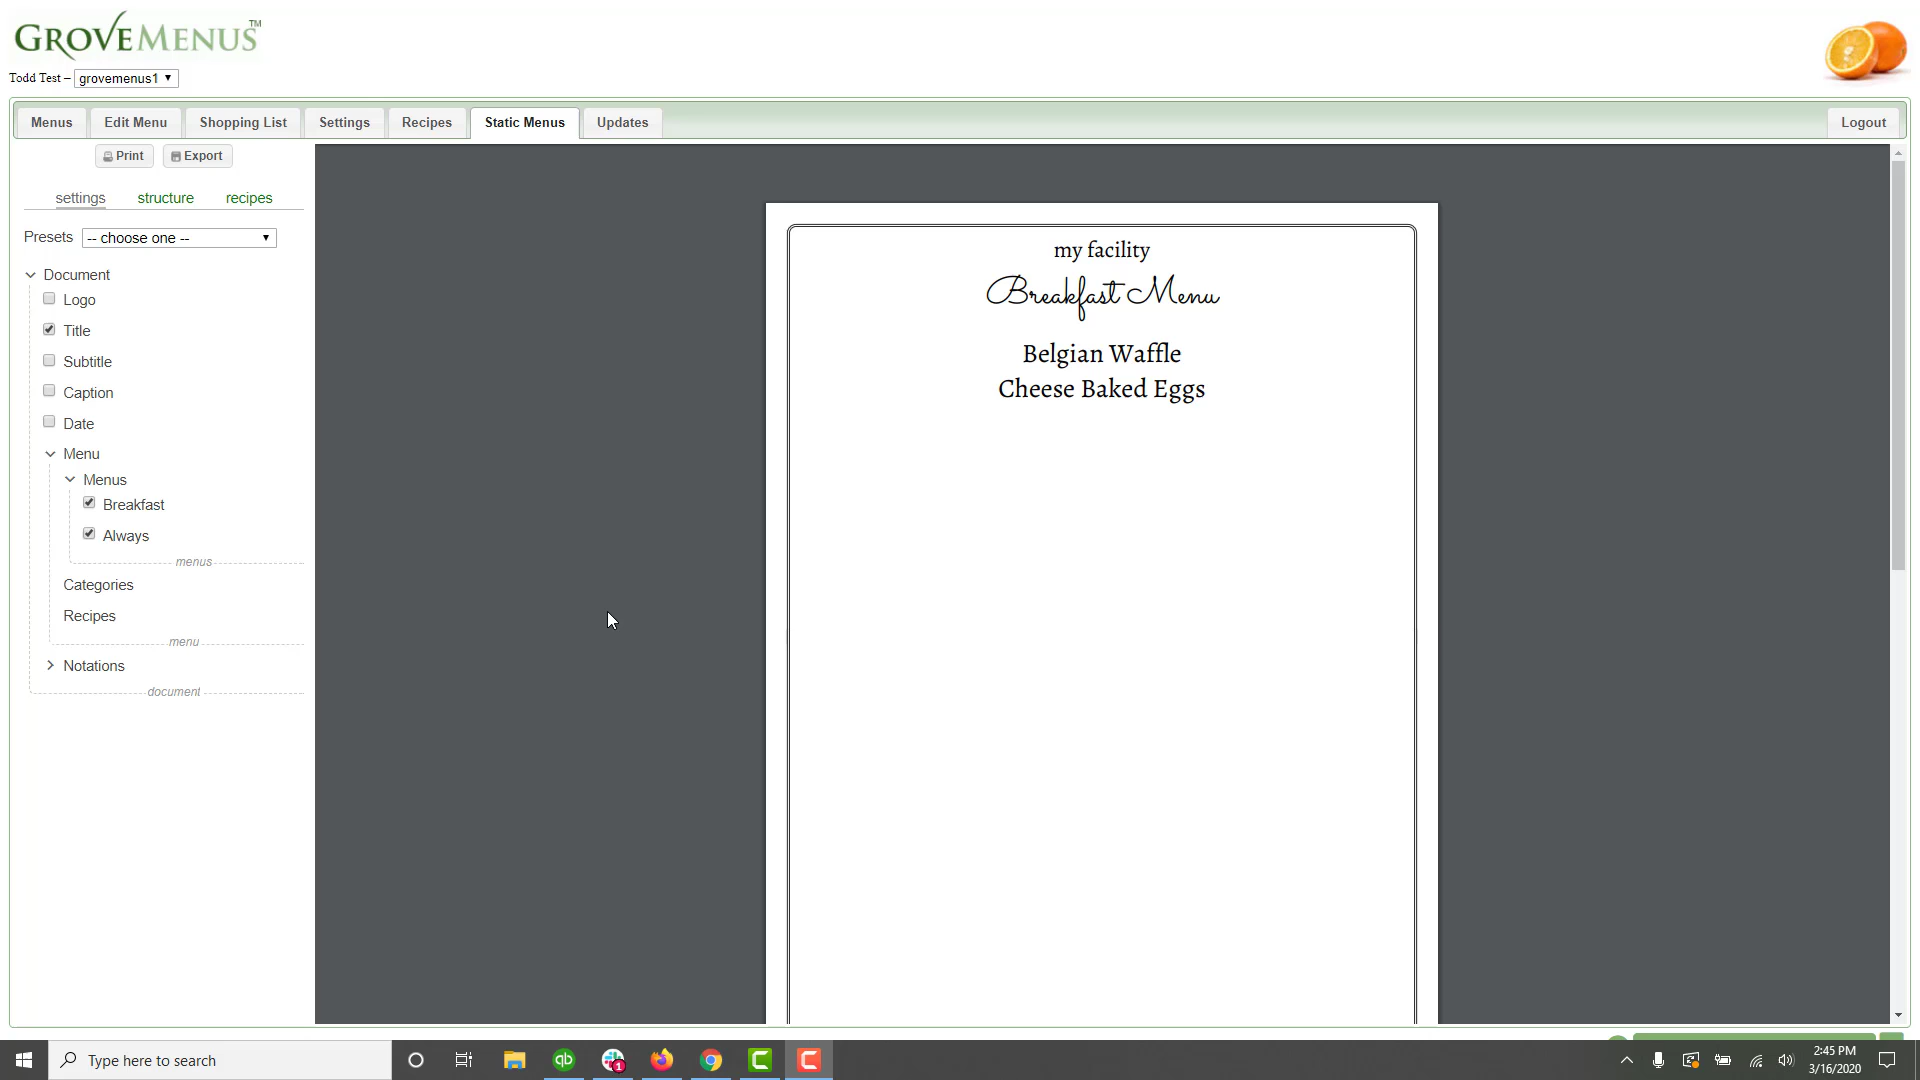 GROVEMENUS™
Todd Test – grovemenus1
Menus Edit Menu Shopping List Settings Recipes Static Menus Updates Logout
Print Export
settings structure recipes
Presets -- choose one --
Document
Logo
Title
Subtitle
Caption
Date
Menu
Menus
Breakfast
Always
menus
Categories
Recipes
menu
Notations
document
my facility
Breakfast Menu
Belgian Waffle
Cheese Baked Eggs
Type here to search
qb
1
2:45 PM
3/16/2020